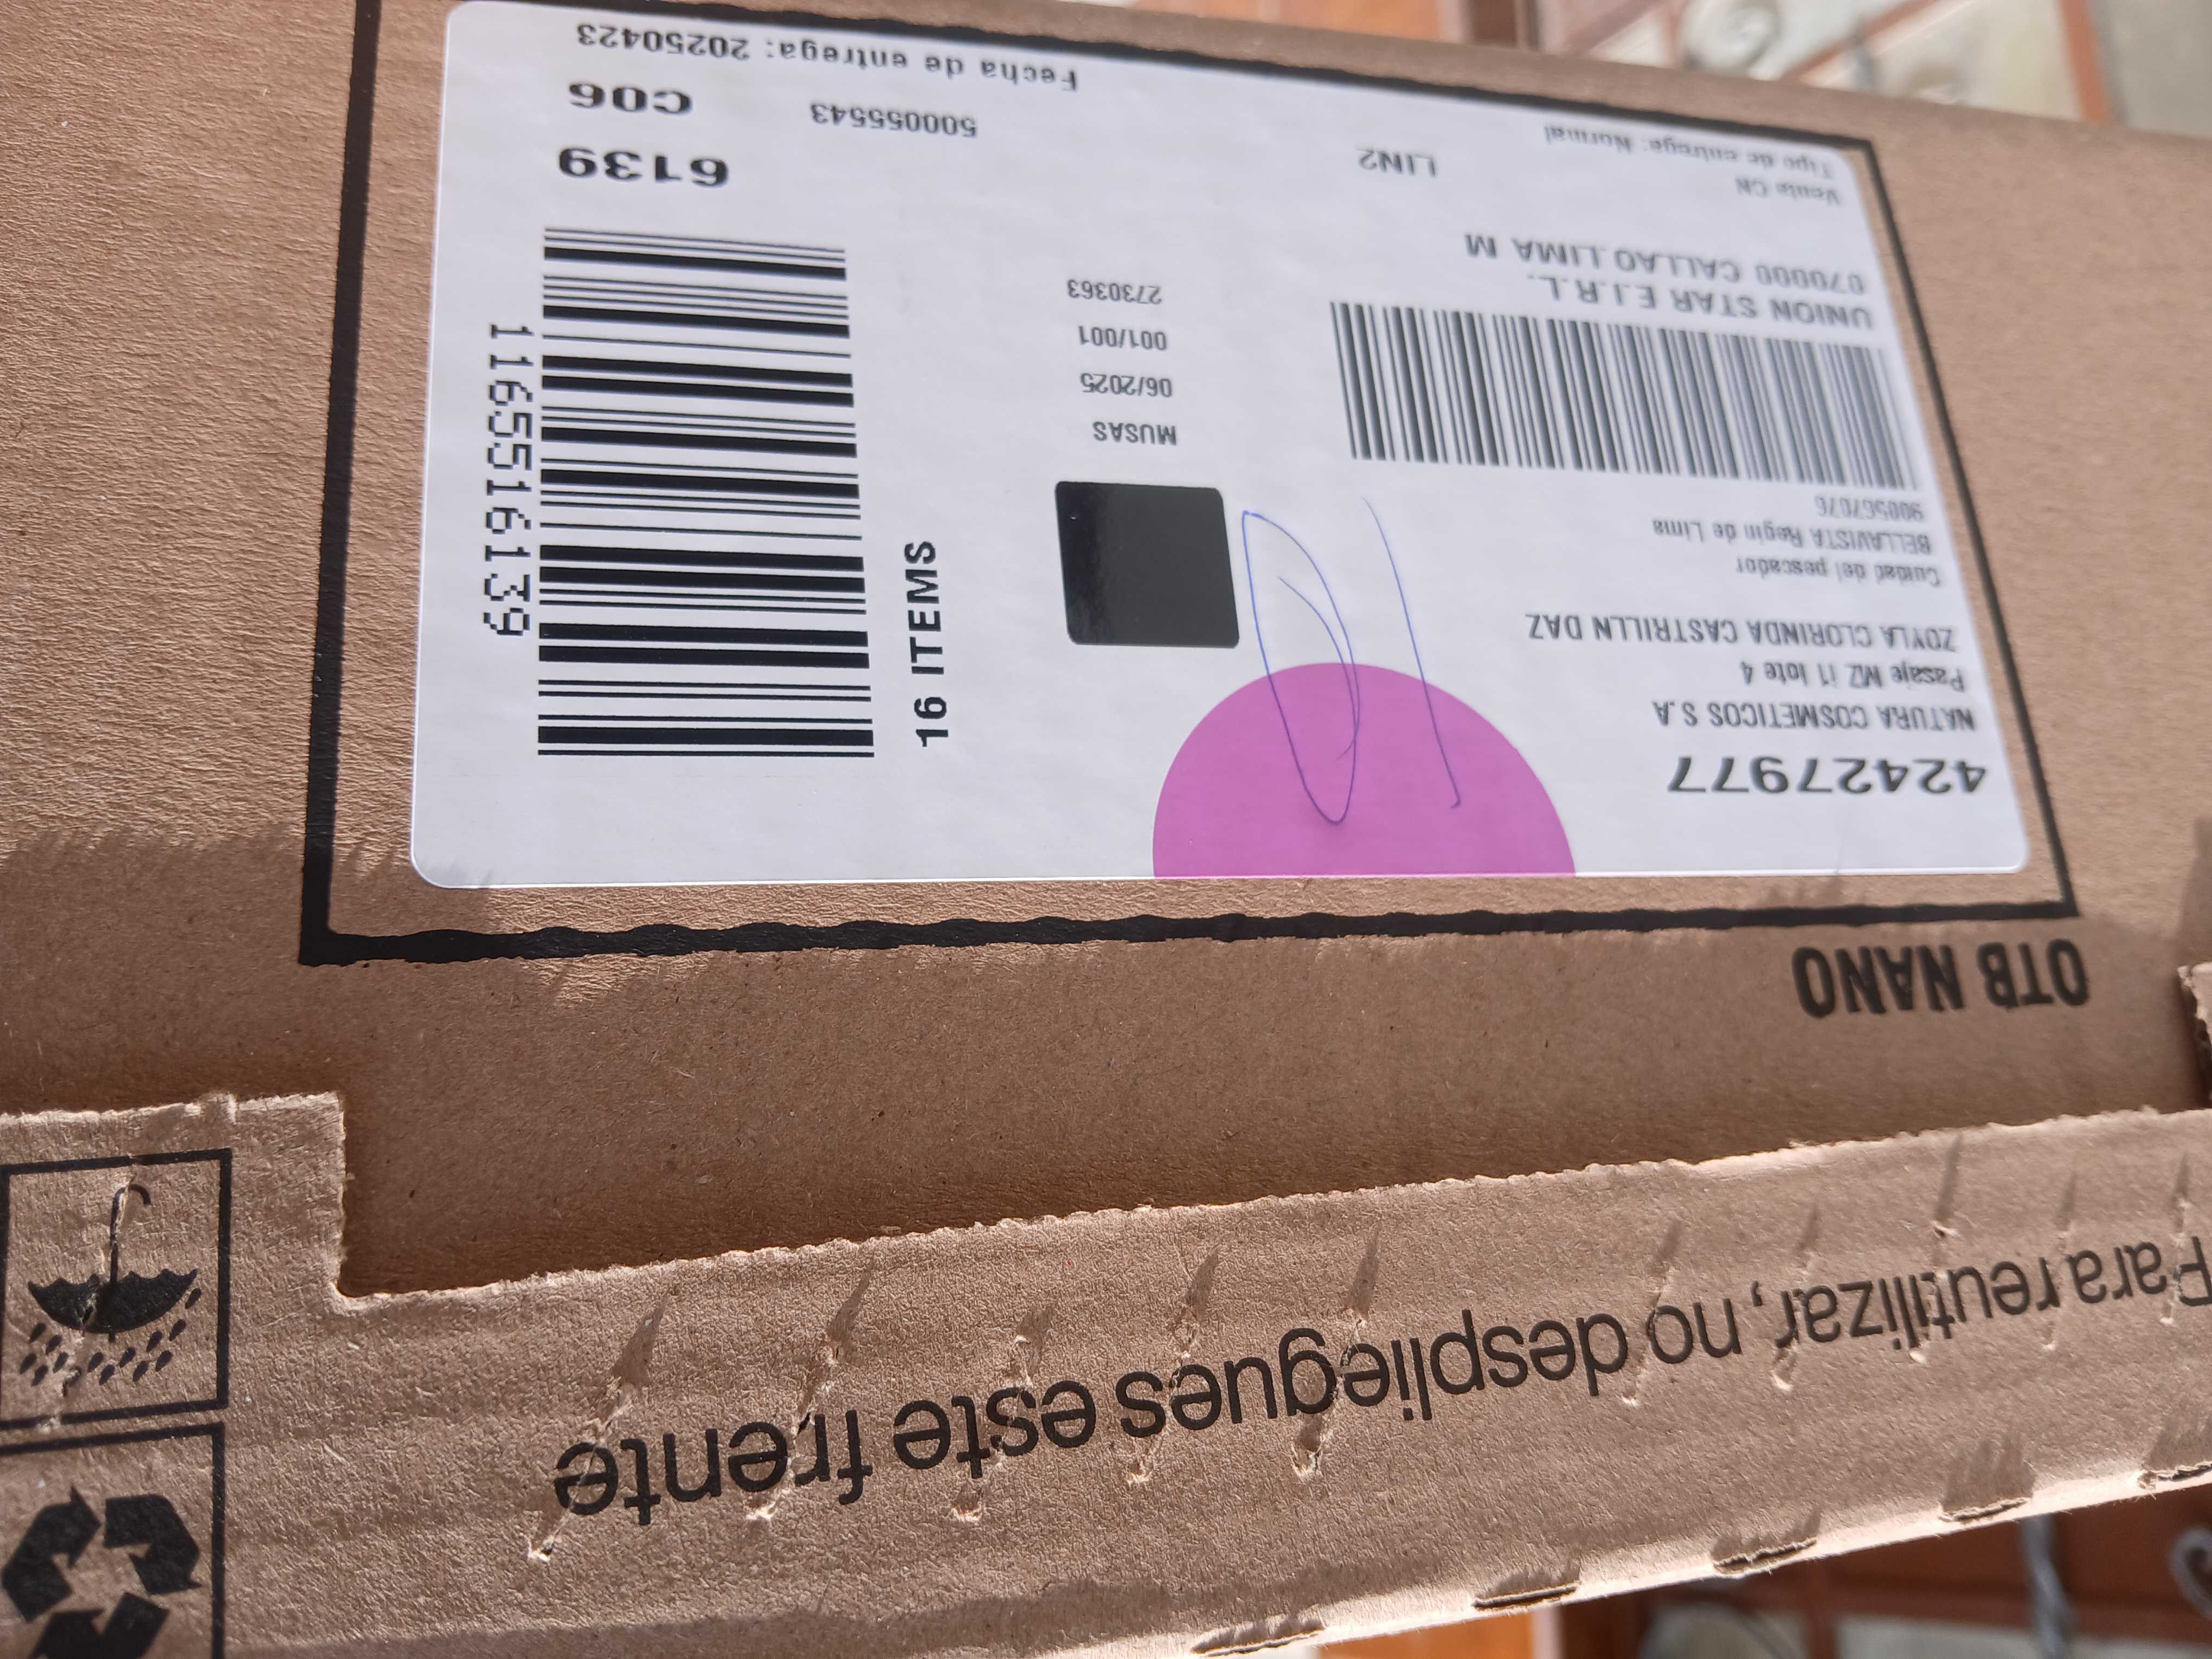 OTB NANO
42427977
NATURA COSMETICOS S.A
Pasaje MZ i1 lote 4
ZOYLA CLORINDA CASTRILLN DAZ
Cuidad del pescador
BELLAVISTA Regin de Lima
900567076
UNION STAR E.I.R.L.
070000 CALLAO.LIMA M
Venta CN
Tipo de entrega: Normal
LIN2
MUSAS
06/2025
001/001
2730363
16 ITEMS
1165516139
6139
C06
500055543
Fecha de entrega: 20250423
Para reutilizar, no despliegues este frente